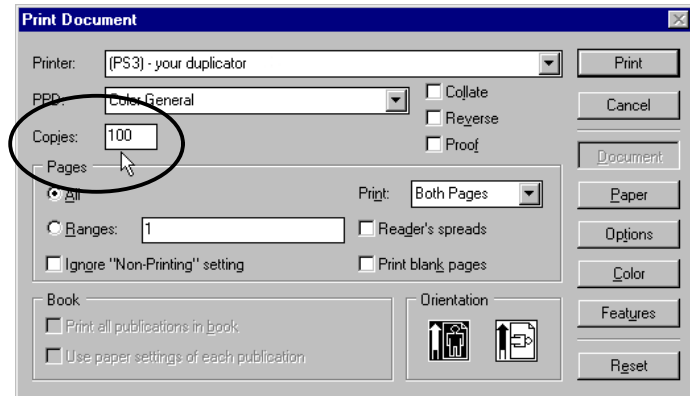 Print Document
Printer: (PS3) - your duplicator Print
PPD: Color General Collate Cancel
Reverse
Copies: 100 Proof Document
Pages
All Print: Both Pages Paper
Ranges: 1 Reader's spreads Options
Ignore "Non-Printing" setting Print blank pages Color
Book Orientation Features
Print all publications in book
Use paper settings of each publication Reset